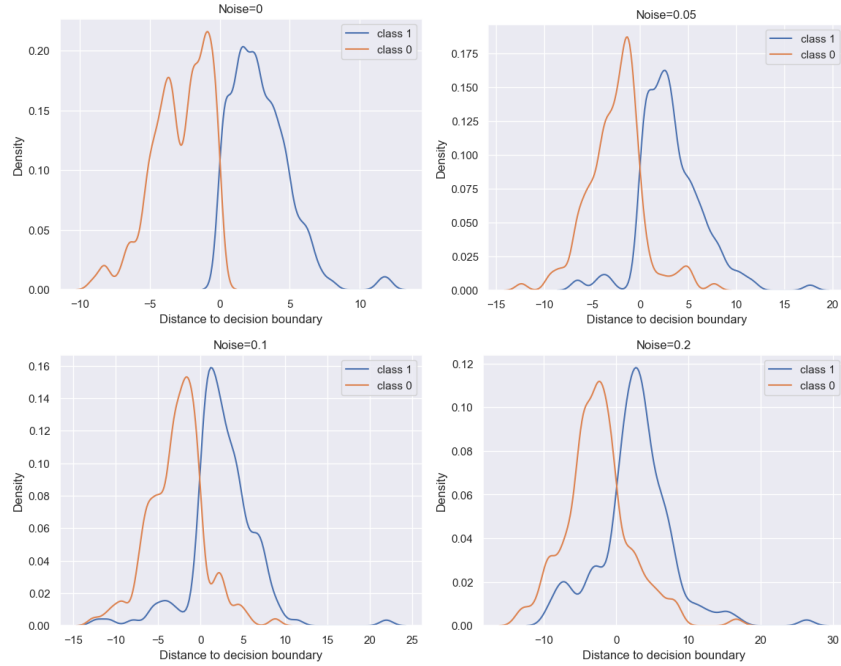 Noise=0
class 1
class 0
0.20
0.15
0.10
0.05
0.00
Density
−10
−5
0
5
10
Distance to decision boundary
Noise=0.05
class 1
class 0
0.175
0.150
0.125
0.100
0.075
0.050
0.025
0.000
Density
−15
−10
−5
0
5
10
15
20
Distance to decision boundary
Noise=0.1
class 1
class 0
0.16
0.14
0.12
0.10
0.08
0.06
0.04
0.02
0.00
Density
−15
−10
−5
0
5
10
15
20
25
Distance to decision boundary
Noise=0.2
class 1
class 0
0.12
0.10
0.08
0.06
0.04
0.02
0.00
Density
−10
0
10
20
30
Distance to decision boundary